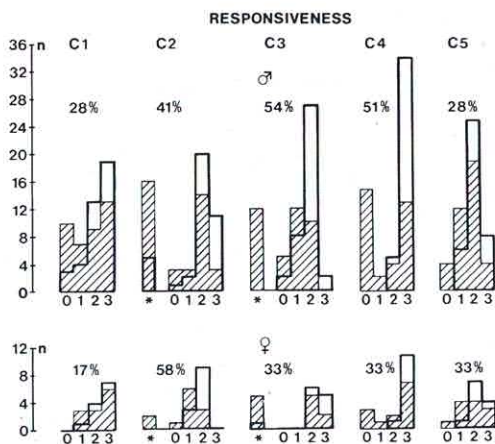 RESPONSIVENESS
n C1 C2 C3 C4 C5
♂
28% 41% 54% 51% 28%
36
32
28
24
20
16
12
8
4
0
0 1 2 3 * 0 1 2 3 * 0 1 2 3 0 1 2 3 0 1 2 3
n ♀
17% 58% 33% 33% 33%
12
8
4
0
0 1 2 3 * 0 1 2 3 * 0 1 2 3 0 1 2 3 0 1 2 3